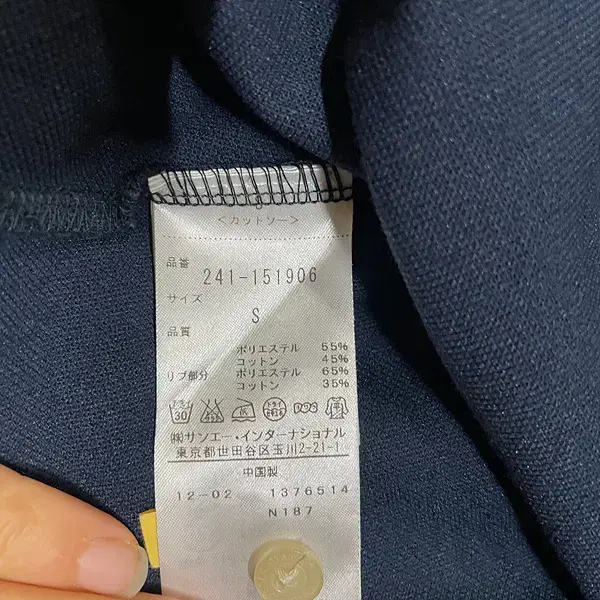 <カットソー>
品番
241-151906
サイズ
S
品質
ポリエステル 55%
コットン 45%
リブ部分 ポリエステル 65%
コットン 35%
30
㈱サンエー・インターナショナル
東京都世田谷区玉川2-21-1
中国製
12-02 1376514
N187